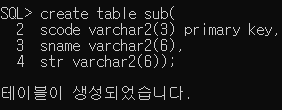 SQL> create table sub(
  2  scode varchar2(3) primary key,
  3  sname varchar2(6),
  4  str varchar2(6));
테이블이 생성되었습니다.